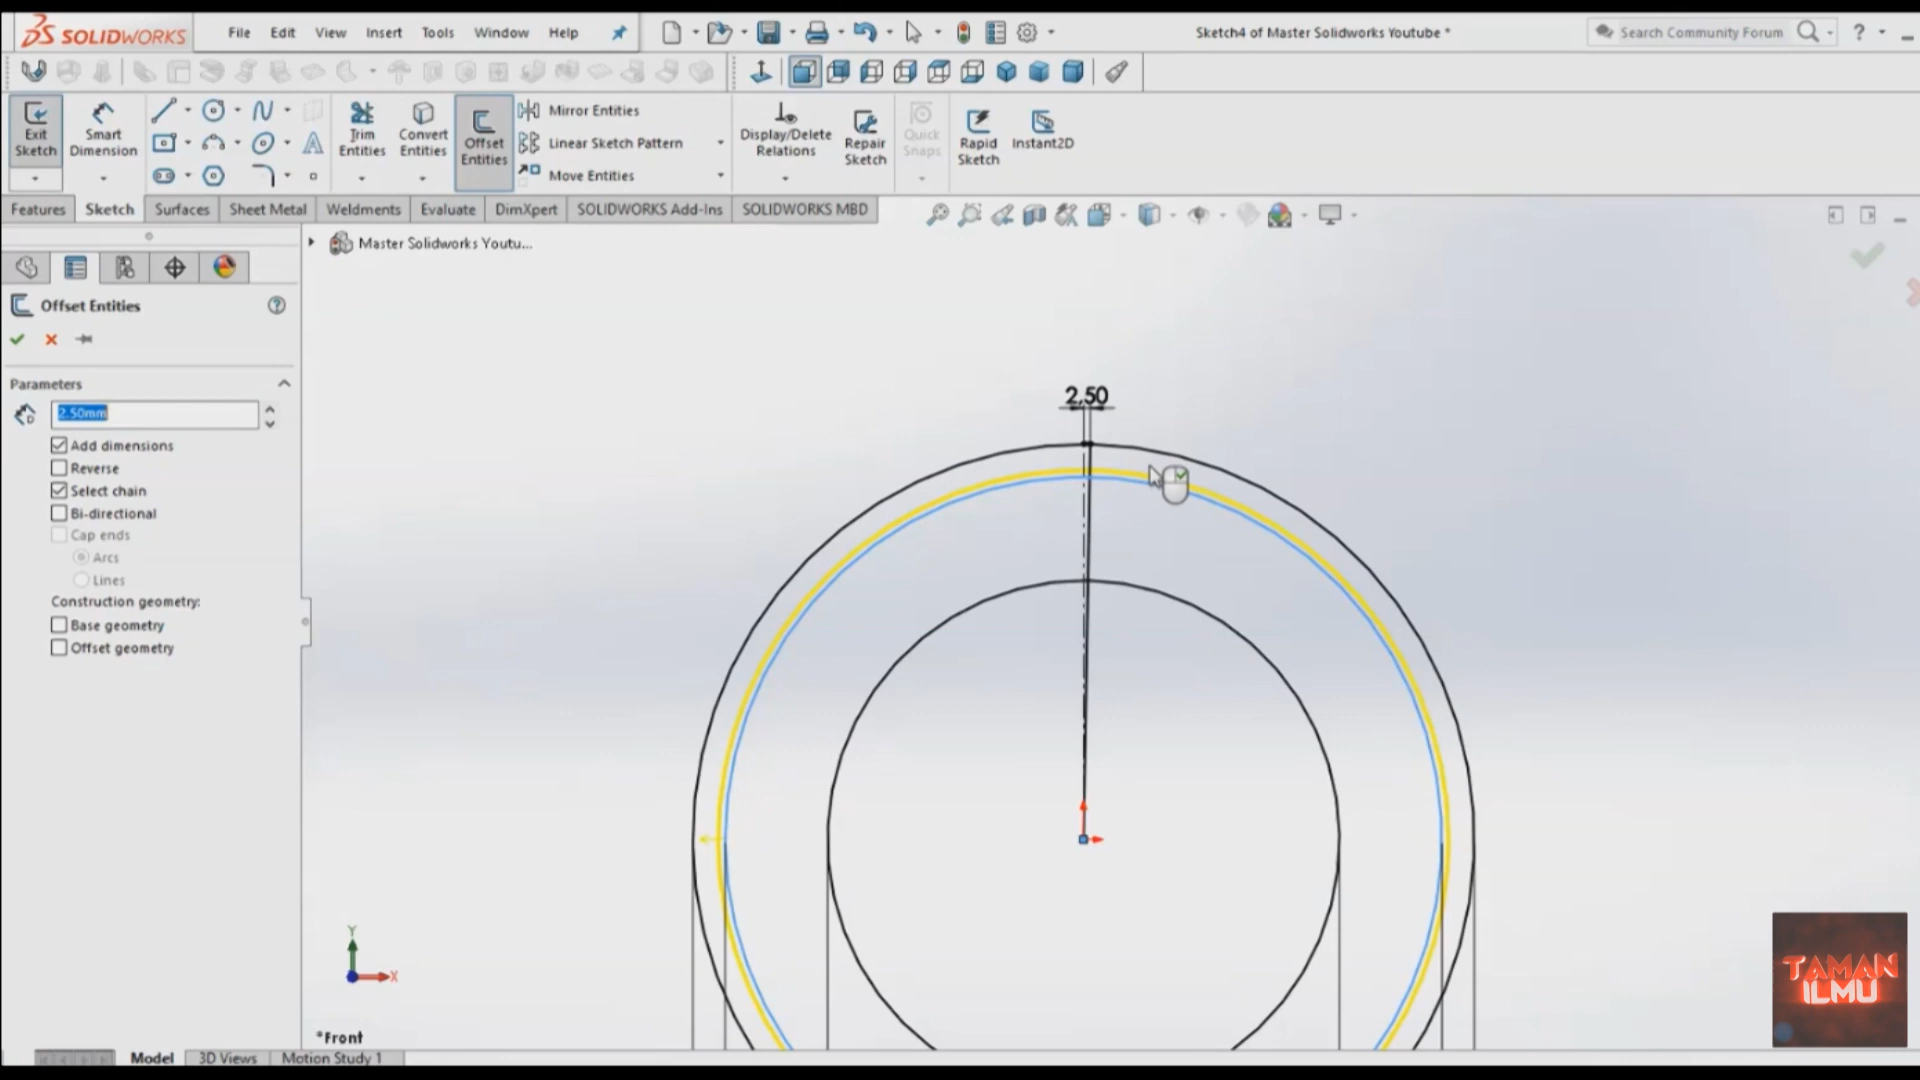 SOLIDWORKS
File Edit View Insert Tools Window Help
Sketch4 of Master Solidworks Youtube *
Search Community Forum
?
Exit Sketch
Smart Dimension
Trim Entities
Convert Entities
Offset Entities
Mirror Entities
Linear Sketch Pattern
Move Entities
Display/Delete Relations
Repair Sketch
Quick Snaps
Rapid Sketch
Instant2D
Features Sketch Surfaces Sheet Metal Weldments Evaluate DimXpert SOLIDWORKS Add-Ins SOLIDWORKS MBD
Master Solidworks Youtu...
Offset Entities
Parameters
2.50mm
Add dimensions
Reverse
Select chain
Bi-directional
Cap ends
Arcs
Lines
Construction geometry:
Base geometry
Offset geometry
2,50
Y
X
*Front
TAMAN
ILMU
Model 3D Views Motion Study 1